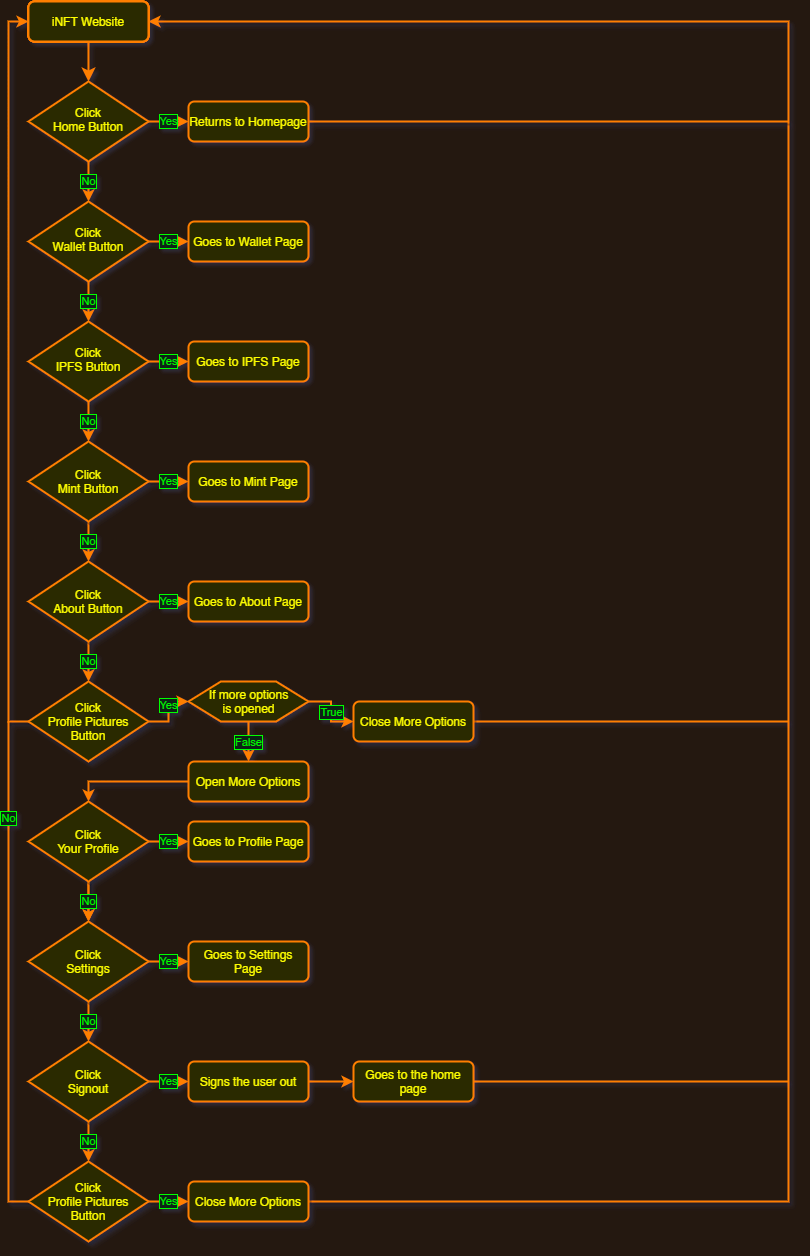 iNFT Website
Click
Home Button
Yes
Returns to Homepage
No
Click
Wallet Button
Yes
Goes to Wallet Page
No
Click
IPFS Button
Yes
Goes to IPFS Page
No
Click
Mint Button
Yes
Goes to Mint Page
No
Click
About Button
Yes
Goes to About Page
No
Click
Profile Pictures
Button
Yes
If more options
is opened
True
Close More Options
False
Open More Options
No
Click
Your Profile
Yes
Goes to Profile Page
No
Click
Settings
Yes
Goes to Settings
Page
No
Click
Signout
Yes
Signs the user out
Goes to the home
page
No
Click
Profile Pictures
Button
Yes
Close More Options